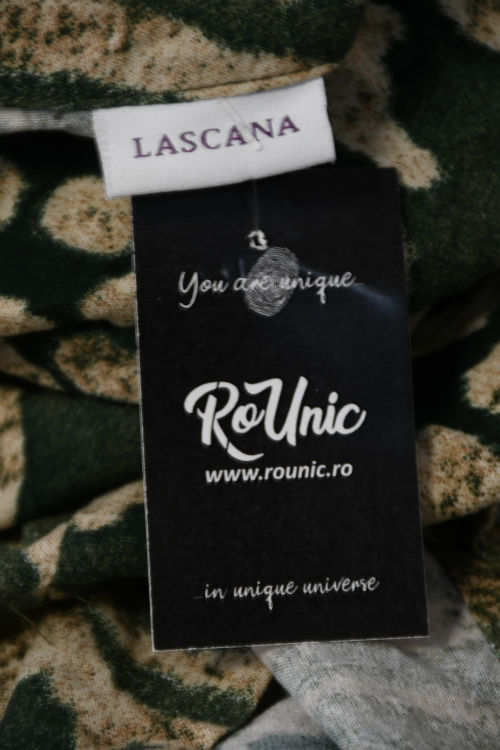 LASCANA
You are unique...
RoUnic
www.rounic.ro
...in unique universe